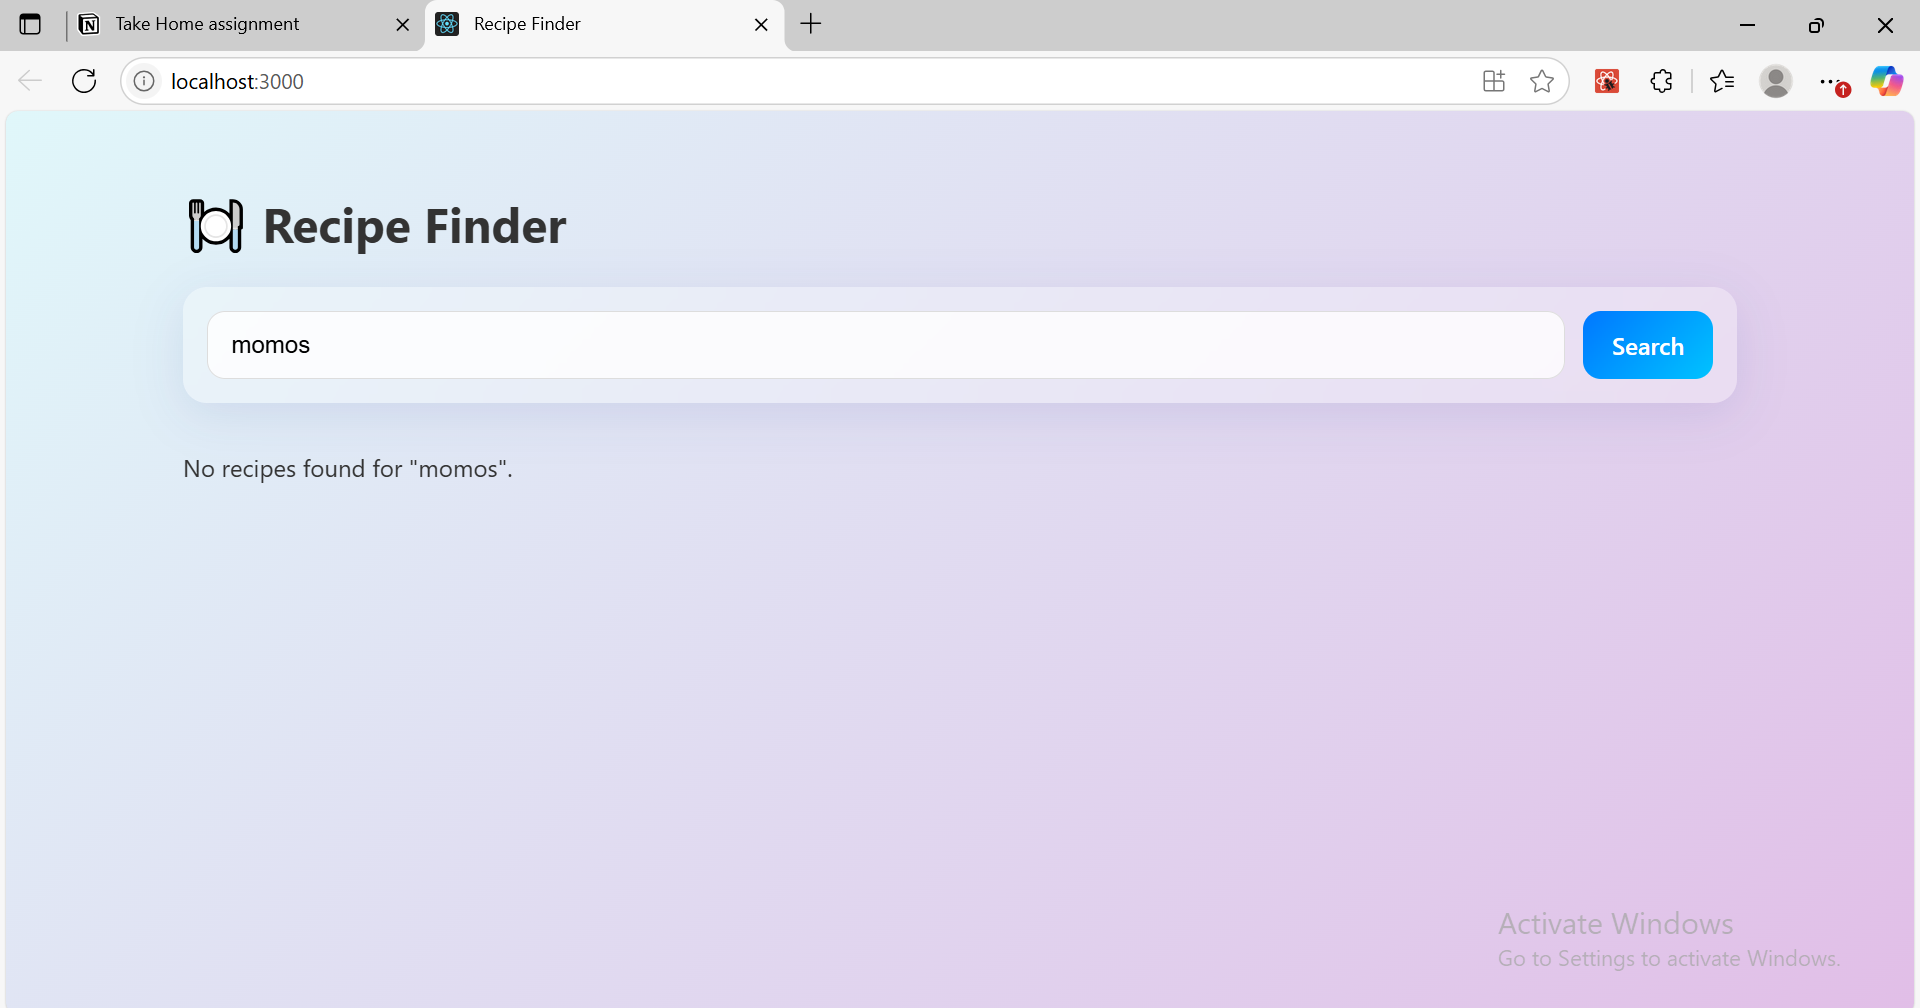 Take Home assignment
Recipe Finder
localhost:3000
Recipe Finder
momos
Search
No recipes found for "momos".
Activate Windows
Go to Settings to activate Windows.